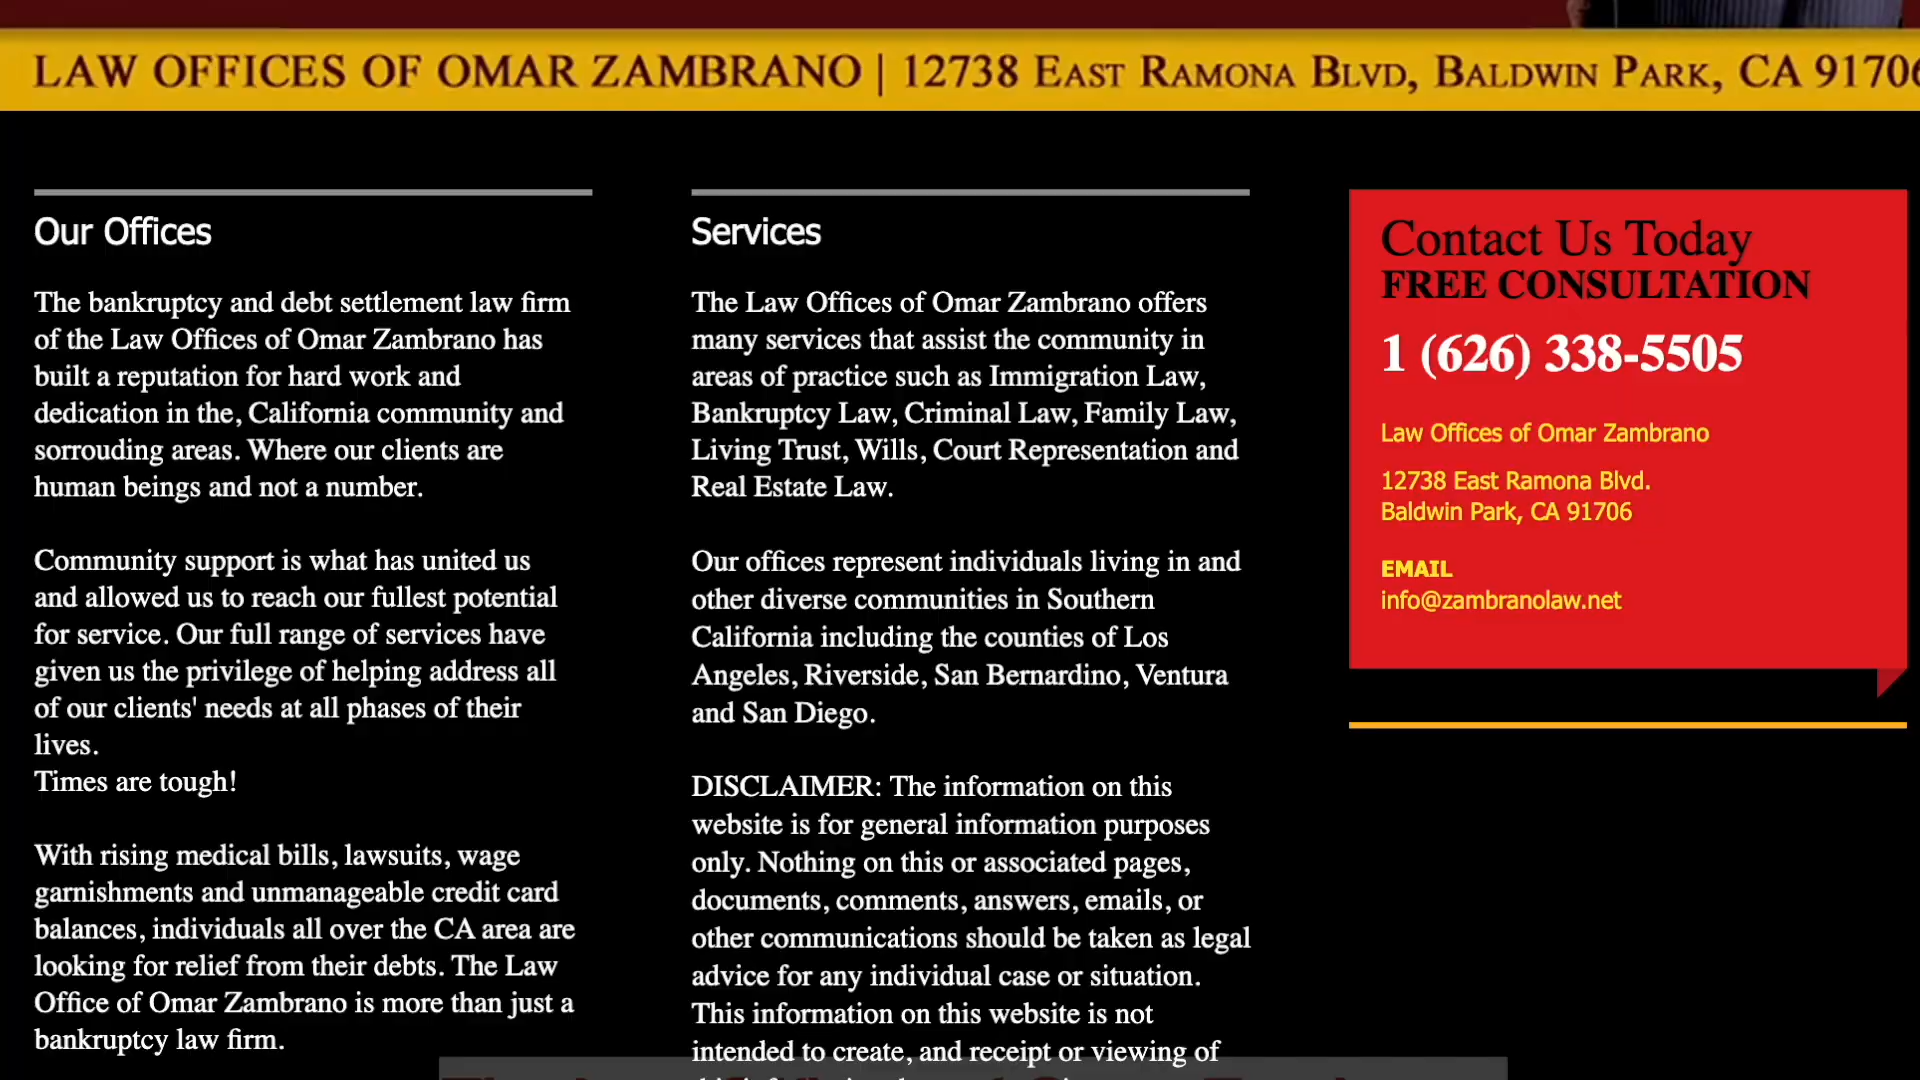 LAW OFFICES OF OMAR ZAMBRANO | 12738 EAST RAMONA BLVD, BALDWIN PARK, CA 91706
Our Offices
The bankruptcy and debt settlement law firm
of the Law Offices of Omar Zambrano has
built a reputation for hard work and
dedication in the, California community and
sorrouding areas. Where our clients are
human beings and not a number.
Community support is what has united us
and allowed us to reach our fullest potential
for service. Our full range of services have
given us the privilege of helping address all
of our clients' needs at all phases of their
lives.
Times are tough!
With rising medical bills, lawsuits, wage
garnishments and unmanageable credit card
balances, individuals all over the CA area are
looking for relief from their debts. The Law
Office of Omar Zambrano is more than just a
bankruptcy law firm.
Services
The Law Offices of Omar Zambrano offers
many services that assist the community in
areas of practice such as Immigration Law,
Bankruptcy Law, Criminal Law, Family Law,
Living Trust, Wills, Court Representation and
Real Estate Law.
Our offices represent individuals living in and
other diverse communities in Southern
California including the counties of Los
Angeles, Riverside, San Bernardino, Ventura
and San Diego.
DISCLAIMER: The information on this
website is for general information purposes
only. Nothing on this or associated pages,
documents, comments, answers, emails, or
other communications should be taken as legal
advice for any individual case or situation.
This information on this website is not
intended to create, and receipt or viewing of
Contact Us Today
FREE CONSULTATION
1 (626) 338-5505
Law Offices of Omar Zambrano
12738 East Ramona Blvd.
Baldwin Park, CA 91706
EMAIL
info@zambranolaw.net